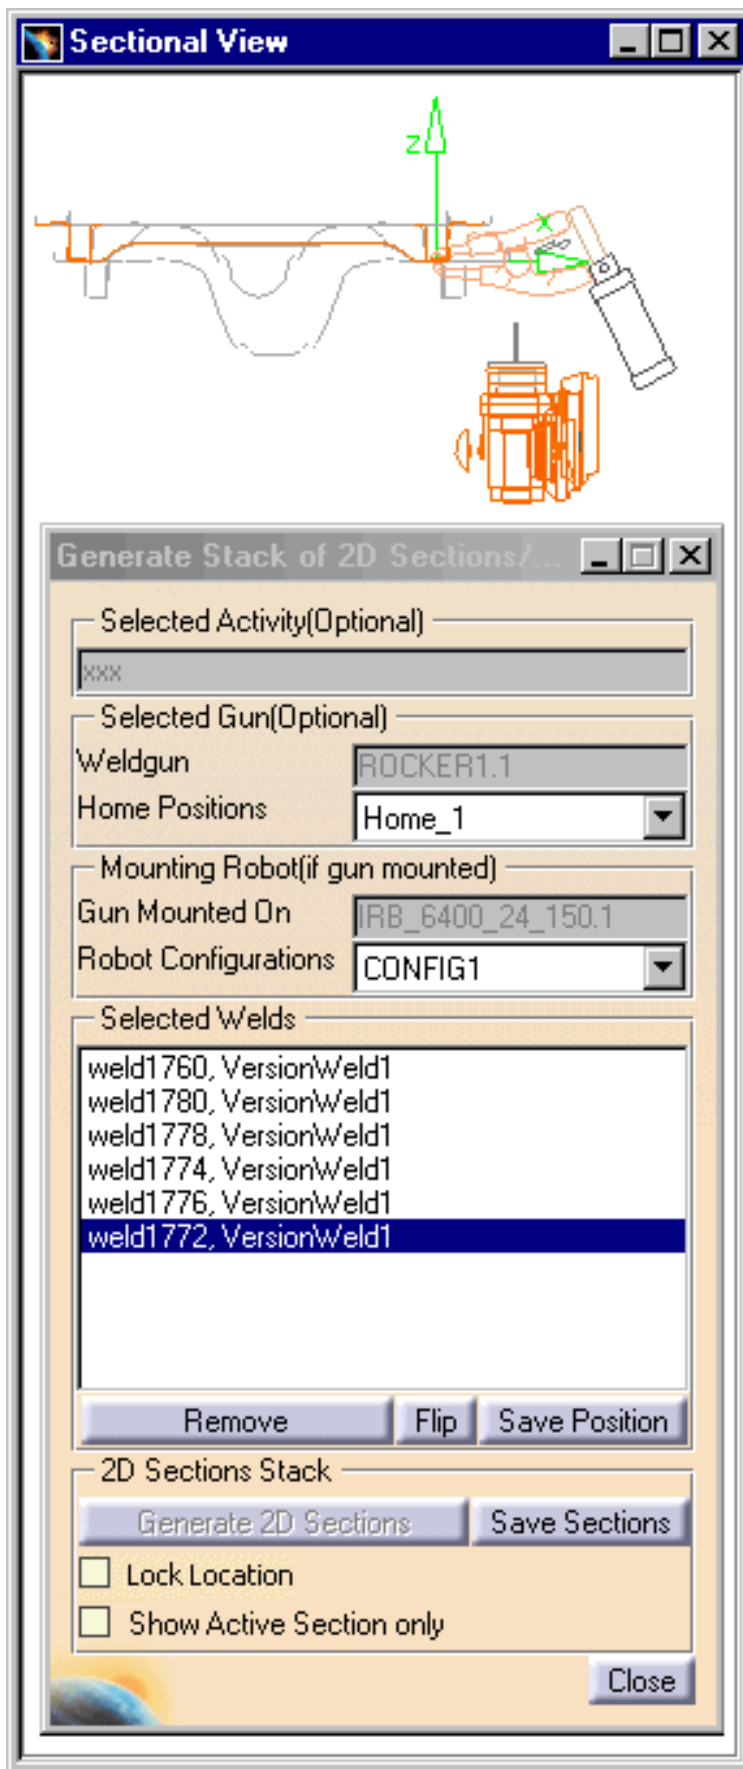 Sectional View
Z
X
Generate Stack of 2D Sections/...
Selected Activity(Optional)
xxx
Selected Gun(Optional)
Weldgun ROCKER1.1
Home Positions Home_1
Mounting Robot(if gun mounted)
Gun Mounted On IRB_6400_24_150.1
Robot Configurations CONFIG1
Selected Welds
weld1760, VersionWeld1
weld1780, VersionWeld1
weld1778, VersionWeld1
weld1774, VersionWeld1
weld1776, VersionWeld1
weld1772, VersionWeld1
Remove Flip Save Position
2D Sections Stack
Generate 2D Sections Save Sections
Lock Location
Show Active Section only
Close